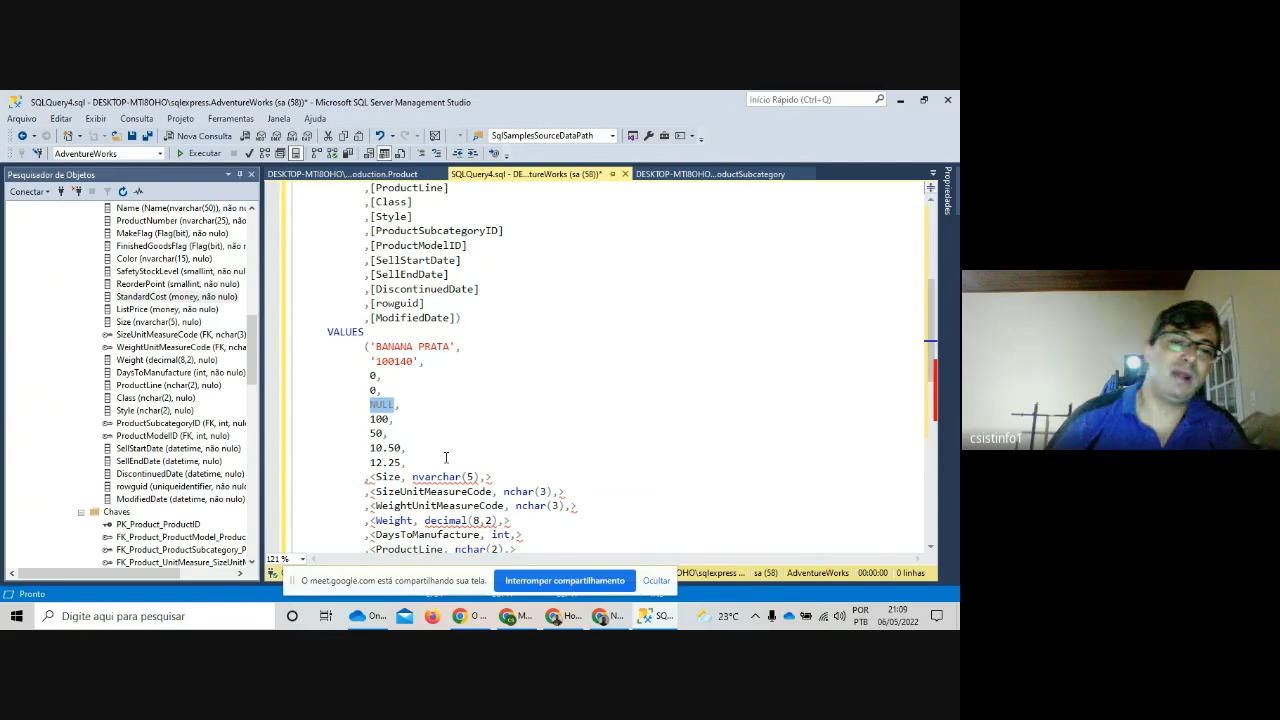 SQLQuery4.sql - DESKTOP-MTI8OHO\sqlexpress.AdventureWorks (sa (58))* - Microsoft SQL Server Management Studio
Início Rápido (Ctrl+Q)
Arquivo Editar Exibir Consulta Projeto Ferramentas Janela Ajuda
Nova Consulta
SqlSamplesSourceDataPath
AdventureWorks
Executar
Pesquisador de Objetos
DESKTOP-MTI8OHO\...oduction.Product
SQLQuery4.sql - DE...tureWorks (sa (58))*
DESKTOP-MTI8OHO...oductSubcategory
Propriedades
Conectar
Name (Name(nvarchar(50)), não nu
ProductNumber (nvarchar(25), não
MakeFlag (Flag(bit), não nulo)
FinishedGoodsFlag (Flag(bit), não
Color (nvarchar(15), nulo)
SafetyStockLevel (smallint, não nulo)
ReorderPoint (smallint, não nulo)
StandardCost (money, não nulo)
ListPrice (money, não nulo)
Size (nvarchar(5), nulo)
SizeUnitMeasureCode (FK, nchar(3)
WeightUnitMeasureCode (FK, nchar
Weight (decimal(8,2), nulo)
DaysToManufacture (int, não nulo)
ProductLine (nchar(2), nulo)
Class (nchar(2), nulo)
Style (nchar(2), nulo)
ProductSubcategoryID (FK, int, nulo)
ProductModelID (FK, int, nulo)
SellStartDate (datetime, não nulo)
SellEndDate (datetime, nulo)
DiscontinuedDate (datetime, nulo)
rowguid (uniqueidentifier, não nulo)
ModifiedDate (datetime, não nulo)
Chaves
PK_Product_ProductID
FK_Product_ProductModel_Produc
FK_Product_ProductSubcategory_P
FK_Product_UnitMeasure_SizeUnit
,[ProductLine]
,[Class]
,[Style]
,[ProductSubcategoryID]
,[ProductModelID]
,[SellStartDate]
,[SellEndDate]
,[DiscontinuedDate]
,[rowguid]
,[ModifiedDate])
VALUES
('BANANA PRATA',
'100140',
0,
0,
NULL,
100,
50,
10.50,
12.25,
,<Size, nvarchar(5),>
,<SizeUnitMeasureCode, nchar(3),>
,<WeightUnitMeasureCode, nchar(3),>
,<Weight, decimal(8,2),>
,<DaysToManufacture, int,>
,<ProductLine, nchar(2),>
121 %
OHO\sqlexpress ... sa (58) AdventureWorks 00:00:00 0 linhas
O meet.google.com está compartilhando sua tela. Interromper compartilhamento Ocultar
Pronto
Digite aqui para pesquisar
On... O ... M... Ho... N... SQ... 23°C
POR
PTB
21:09
06/05/2022
csistinfo1